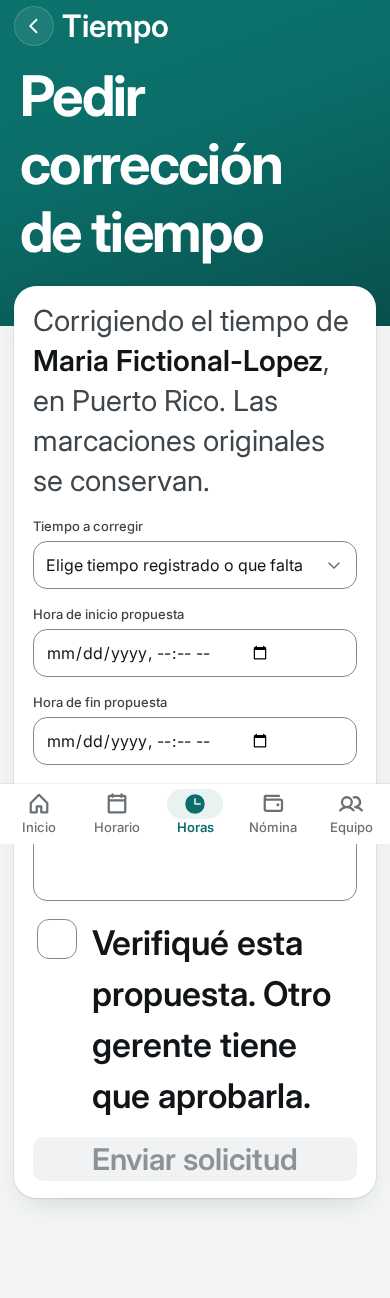 Tiempo
Pedir
corrección
de tiempo
Corrigiendo el tiempo de
Maria Fictional-Lopez,
en Puerto Rico. Las
marcaciones originales
se conservan.
Tiempo a corregir
Elige tiempo registrado o que falta
Hora de inicio propuesta
mm/dd/yyyy, --:-- --
Hora de fin propuesta
mm/dd/yyyy, --:-- --
Inicio
Horario
Horas
Nómina
Equipo
Verifiqué esta
propuesta. Otro
gerente tiene
que aprobarla.
Enviar solicitud